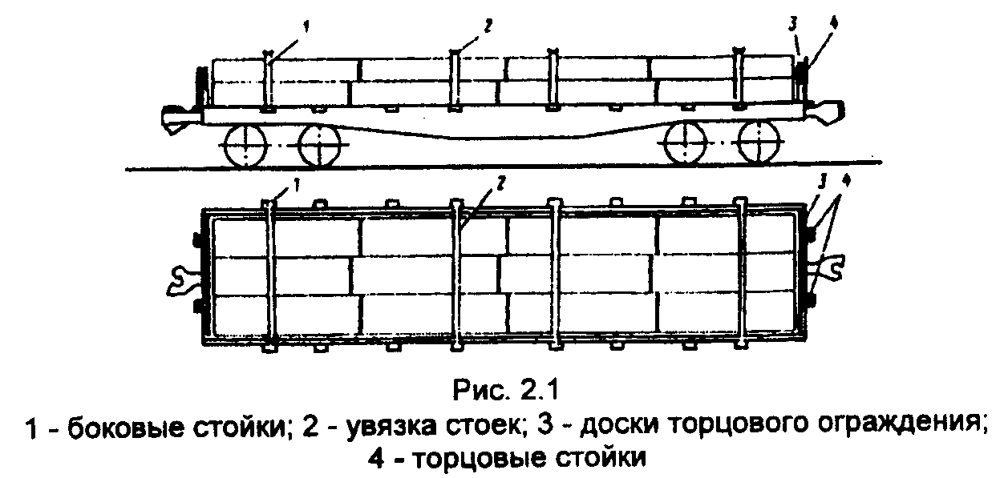 1 2 3 4
1 2 3 4
Рис. 2.1
1 - боковые стойки; 2 - увязка стоек; 3 - доски торцового ограждения;
4 - торцовые стойки